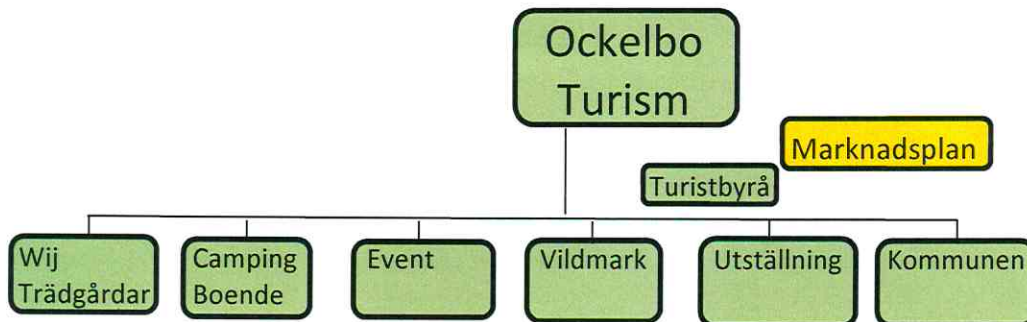 Ockelbo
Turism
Marknadsplan
Turistbyrå
Wij
Trädgårdar
Camping
Boende
Event
Vildmark
Utställning
Kommunen